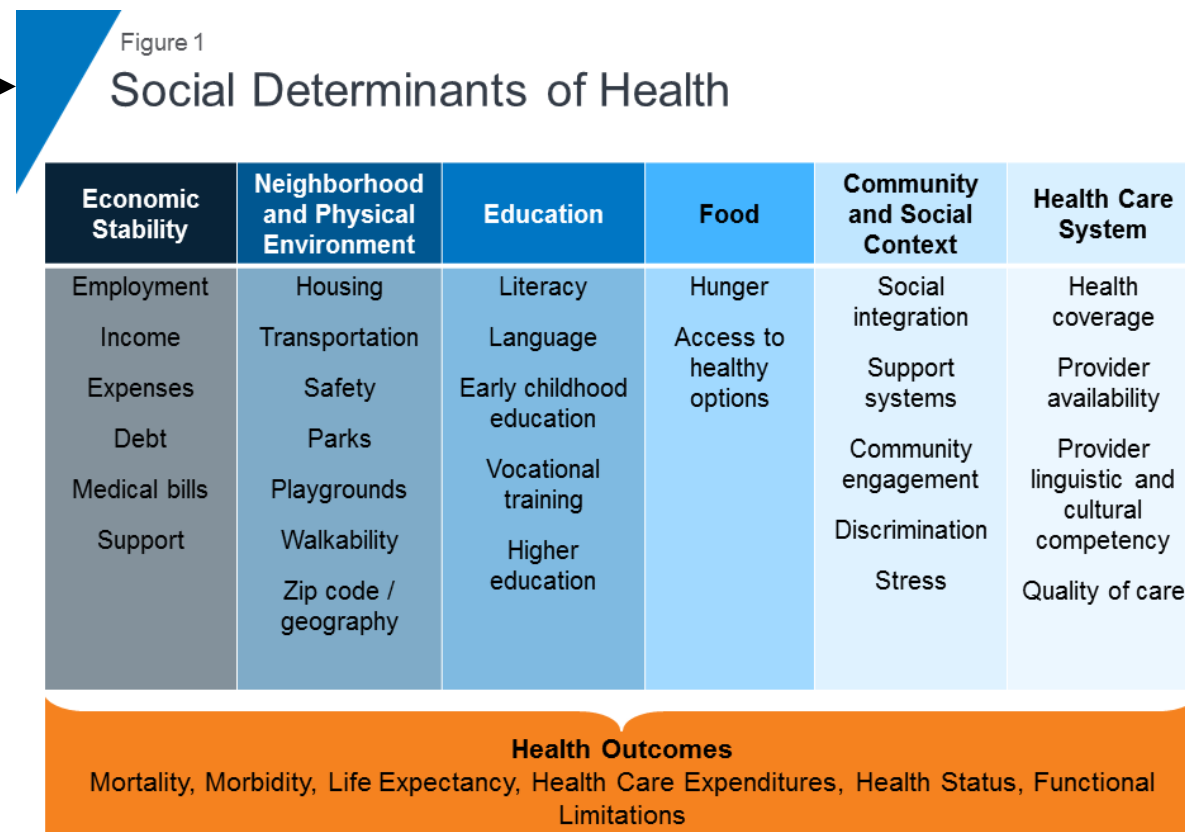 Figure 1
Social Determinants of Health
Economic
Stability
Neighborhood
and Physical
Environment
Education
Food
Community
and Social
Context
Health Care
System
Employment
Income
Expenses
Debt
Medical bills
Support
Housing
Transportation
Safety
Parks
Playgrounds
Walkability
Zip code /
geography
Literacy
Language
Early childhood
education
Vocational
training
Higher
education
Hunger
Access to
healthy
options
Social
integration
Support
systems
Community
engagement
Discrimination
Stress
Health
coverage
Provider
availability
Provider
linguistic and
cultural
competency
Quality of care
Health Outcomes
Mortality, Morbidity, Life Expectancy, Health Care Expenditures, Health Status, Functional
Limitations